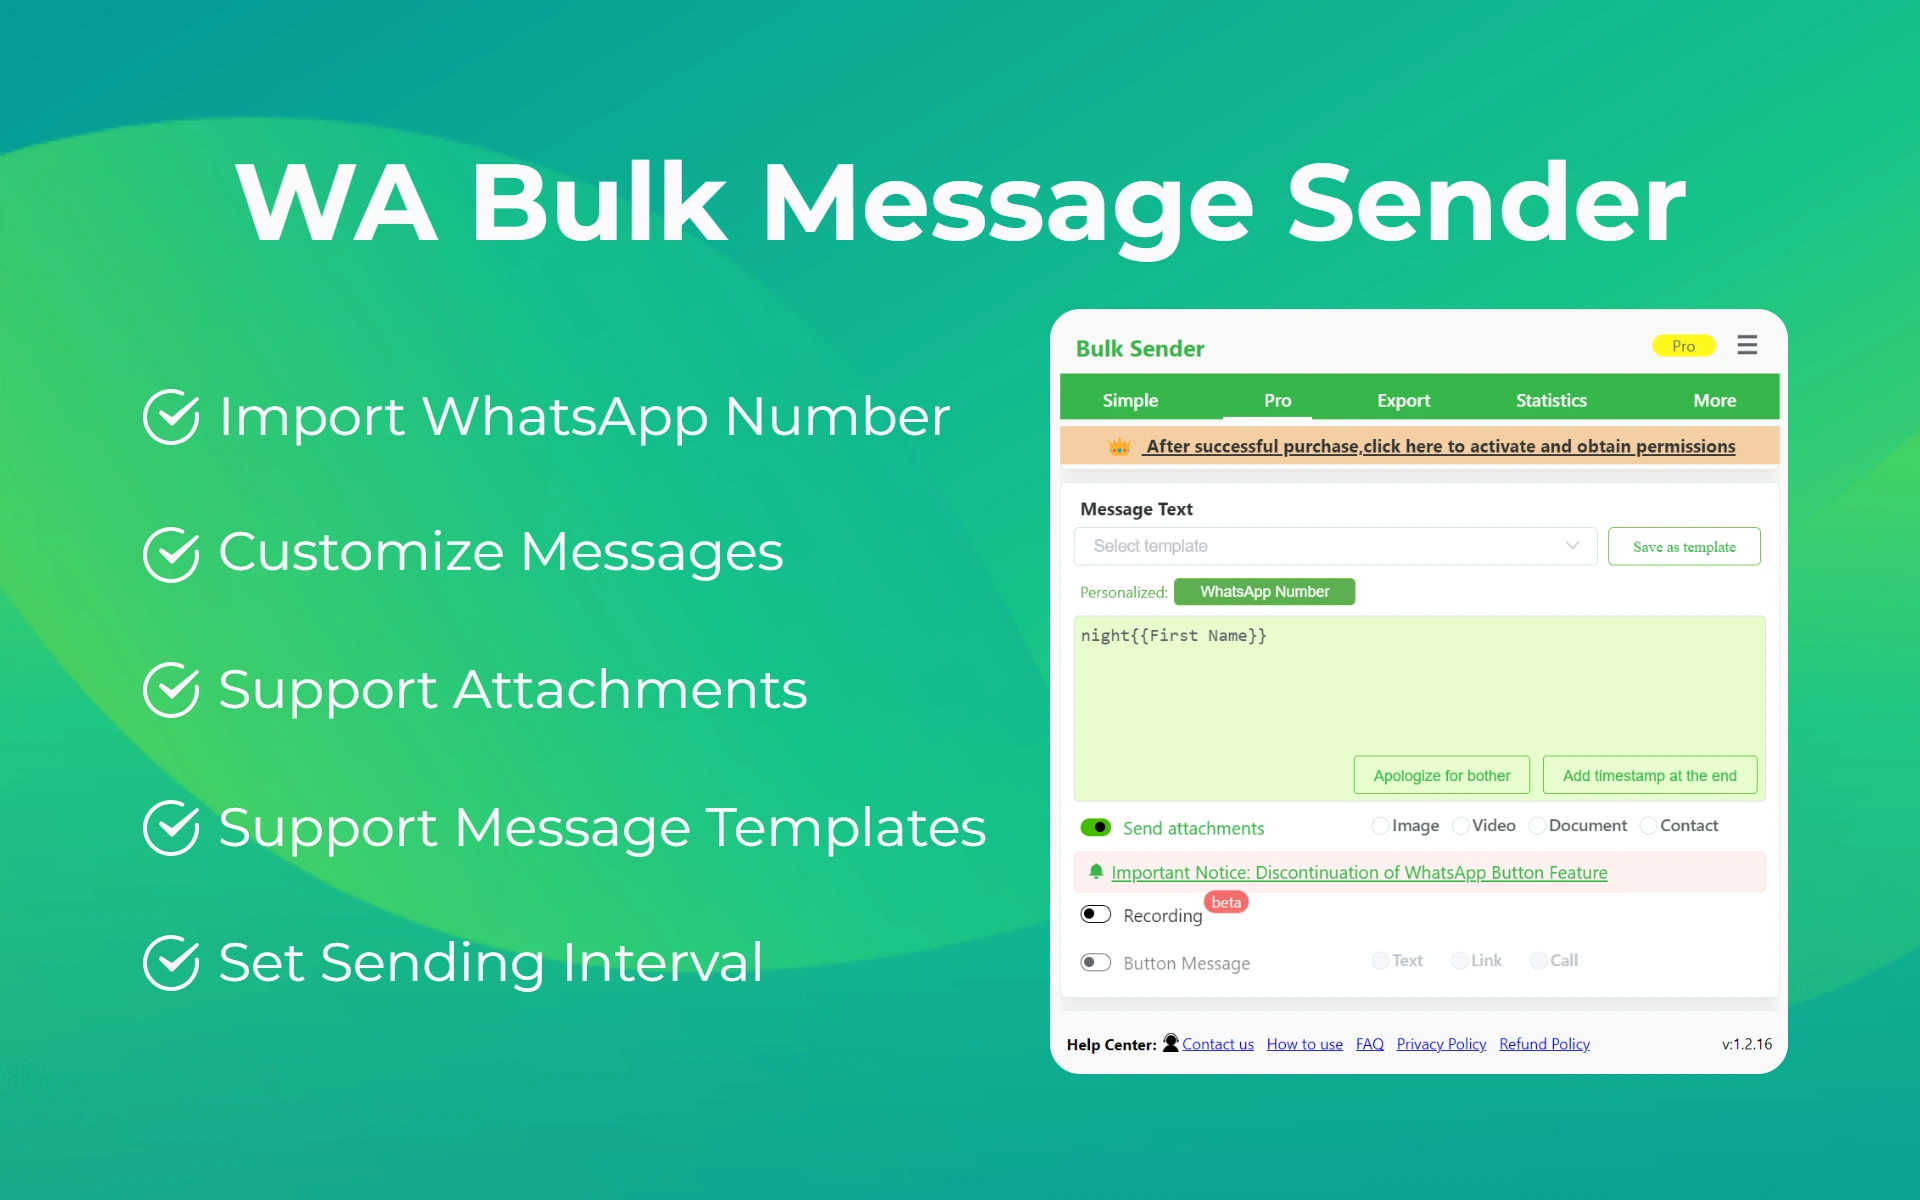 WA Bulk Message Sender
Import WhatsApp Number
Customize Messages
Support Attachments
Support Message Templates
Set Sending Interval
Bulk Sender
Pro
Simple Pro Export Statistics More
After successful purchase,click here to activate and obtain permissions
Message Text
Select template
Save as template
Personalized: WhatsApp Number
night{{First Name}}
Apologize for bother
Add timestamp at the end
Send attachments
Image Video Document Contact
Important Notice: Discontinuation of WhatsApp Button Feature
Recording beta
Button Message
Text Link Call
Help Center: Contact us How to use FAQ Privacy Policy Refund Policy v:1.2.16